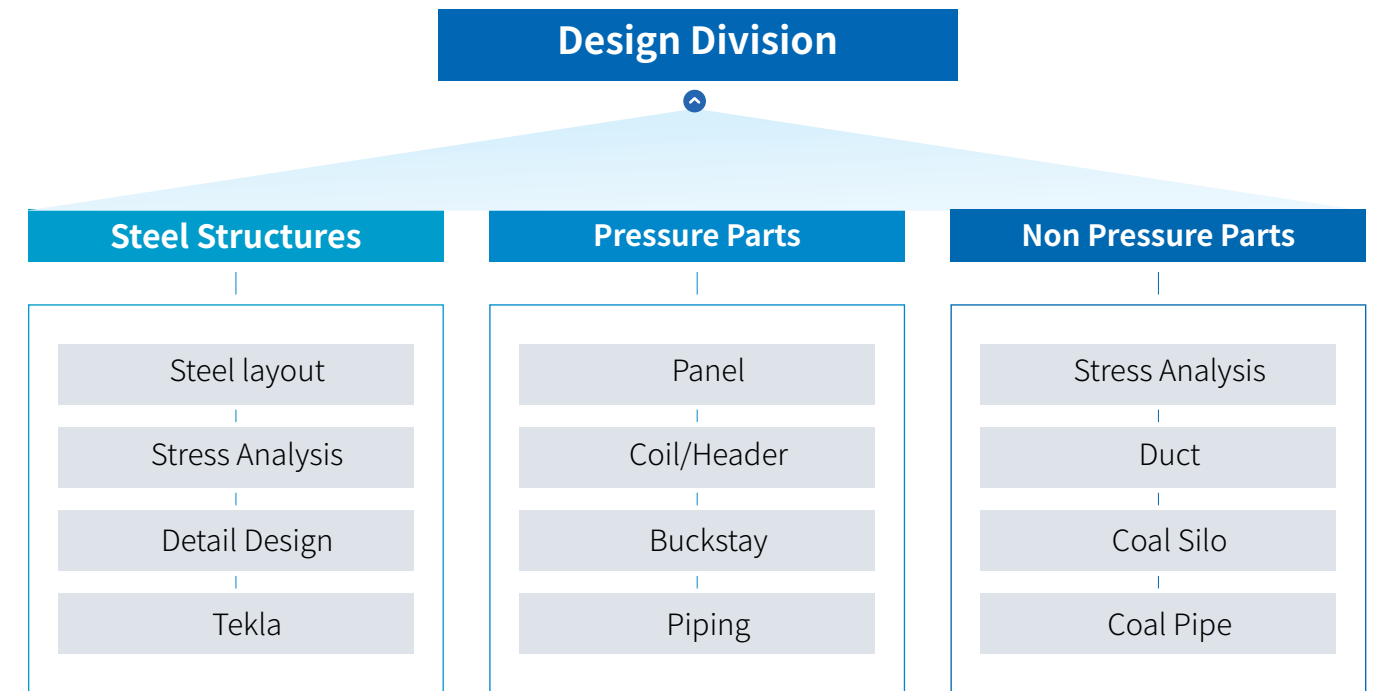 Design Division
Steel Structures
Steel layout
Stress Analysis
Detail Design
Tekla
Pressure Parts
Panel
Coil/Header
Buckstay
Piping
Non Pressure Parts
Stress Analysis
Duct
Coal Silo
Coal Pipe